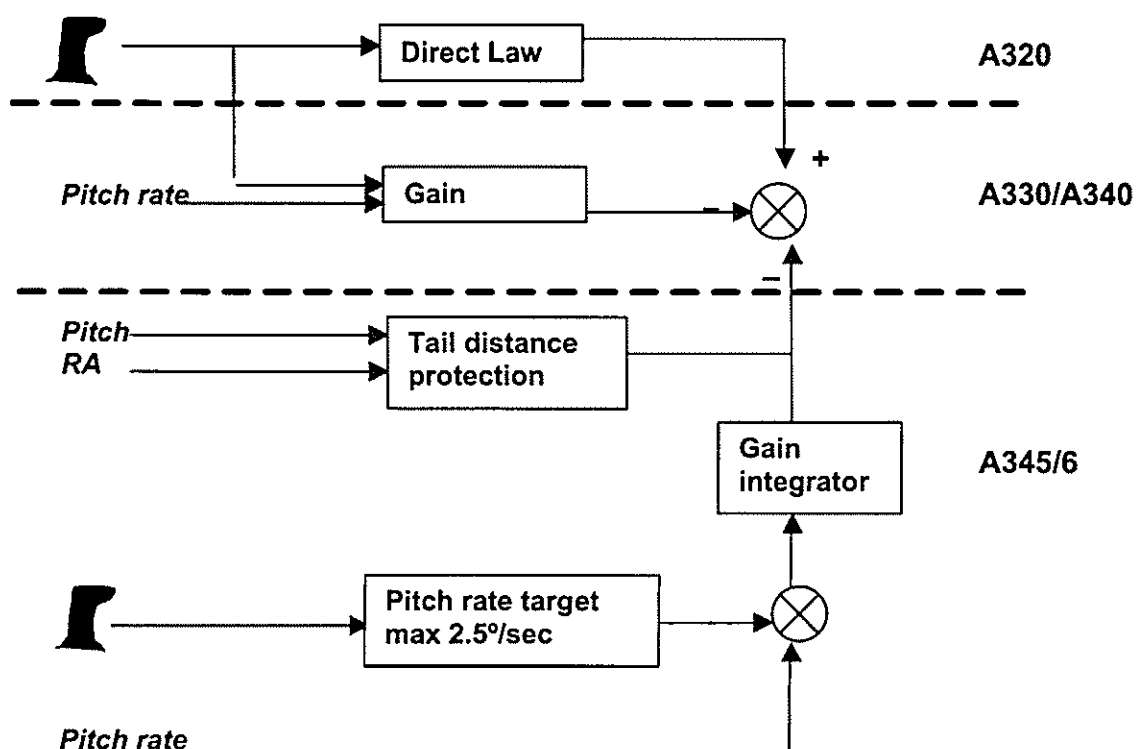 Direct Law
A320
+
Pitch rate
Gain
–
A330/A340
–
Pitch
RA
Tail distance
protection
Gain
integrator
A345/6
Pitch rate target
max 2.5º/sec
Pitch rate